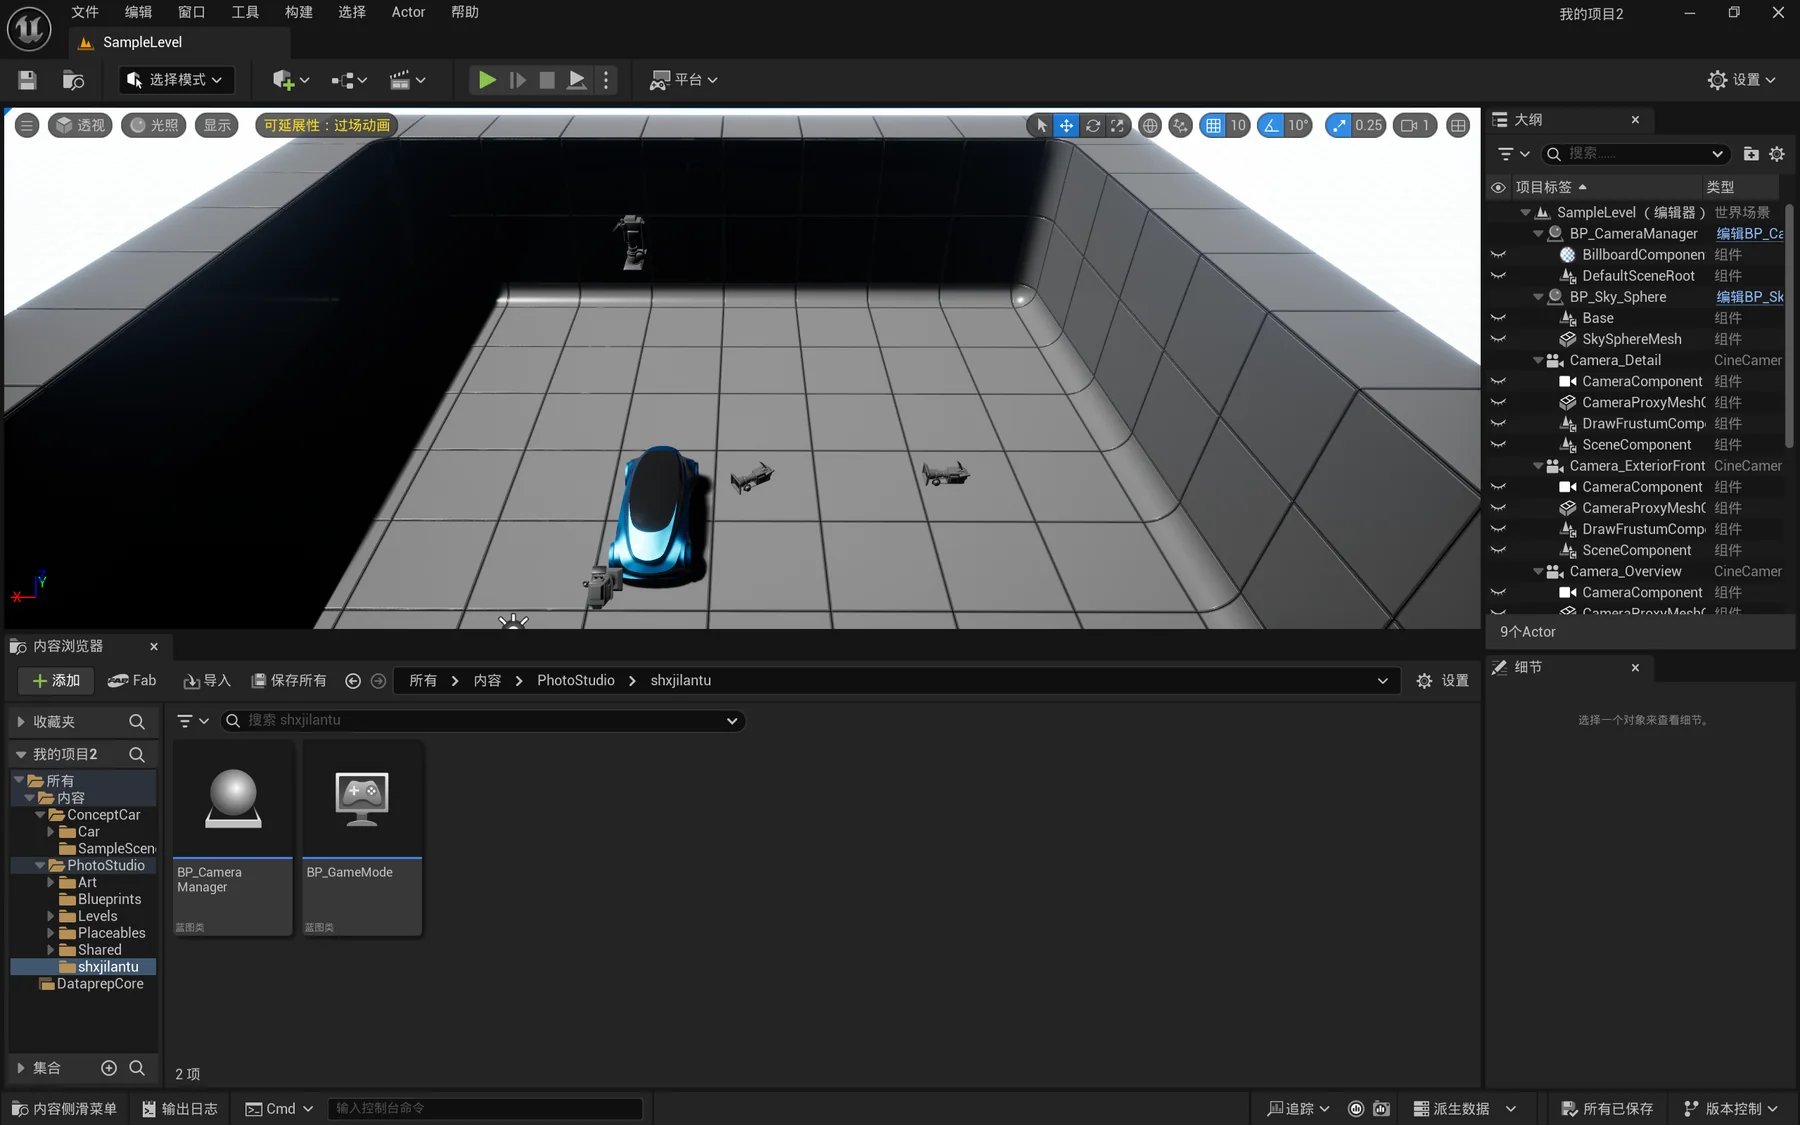 文件
编辑
窗口
工具
构建
选择
Actor
帮助
我的项目2
SampleLevel
选择模式
平台
设置
透视
光照
显示
可延展性：过场动画
10
10°
0.25
1
大纲
搜索......
项目标签
类型
SampleLevel（编辑器）
世界场景
BP_CameraManager
编辑BP_Ca
BillboardComponen
组件
DefaultSceneRoot
组件
BP_Sky_Sphere
编辑BP_Sk
Base
组件
SkySphereMesh
组件
Camera_Detail
CineCamer
CameraComponent
组件
CameraProxyMeshC
组件
DrawFrustumComp
组件
SceneComponent
组件
Camera_ExteriorFront
CineCamer
CameraComponent
组件
CameraProxyMeshC
组件
DrawFrustumComp
组件
SceneComponent
组件
Camera_Overview
CineCamer
CameraComponent
组件
CameraProxyMeshC
组件
9个Actor
Y
X
内容浏览器
添加
Fab
导入
保存所有
所有
内容
PhotoStudio
shxjilantu
设置
细节
选择一个对象来查看细节。
收藏夹
我的项目2
所有
内容
ConceptCar
Car
SampleScen
PhotoStudio
Art
Blueprints
Levels
Placeables
Shared
shxjilantu
DataprepCore
集合
搜索 shxjilantu
BP_Camera
Manager
蓝图类
BP_GameMode
蓝图类
2 项
内容侧滑菜单
输出日志
Cmd
输入控制台命令
追踪
派生数据
所有已保存
版本控制